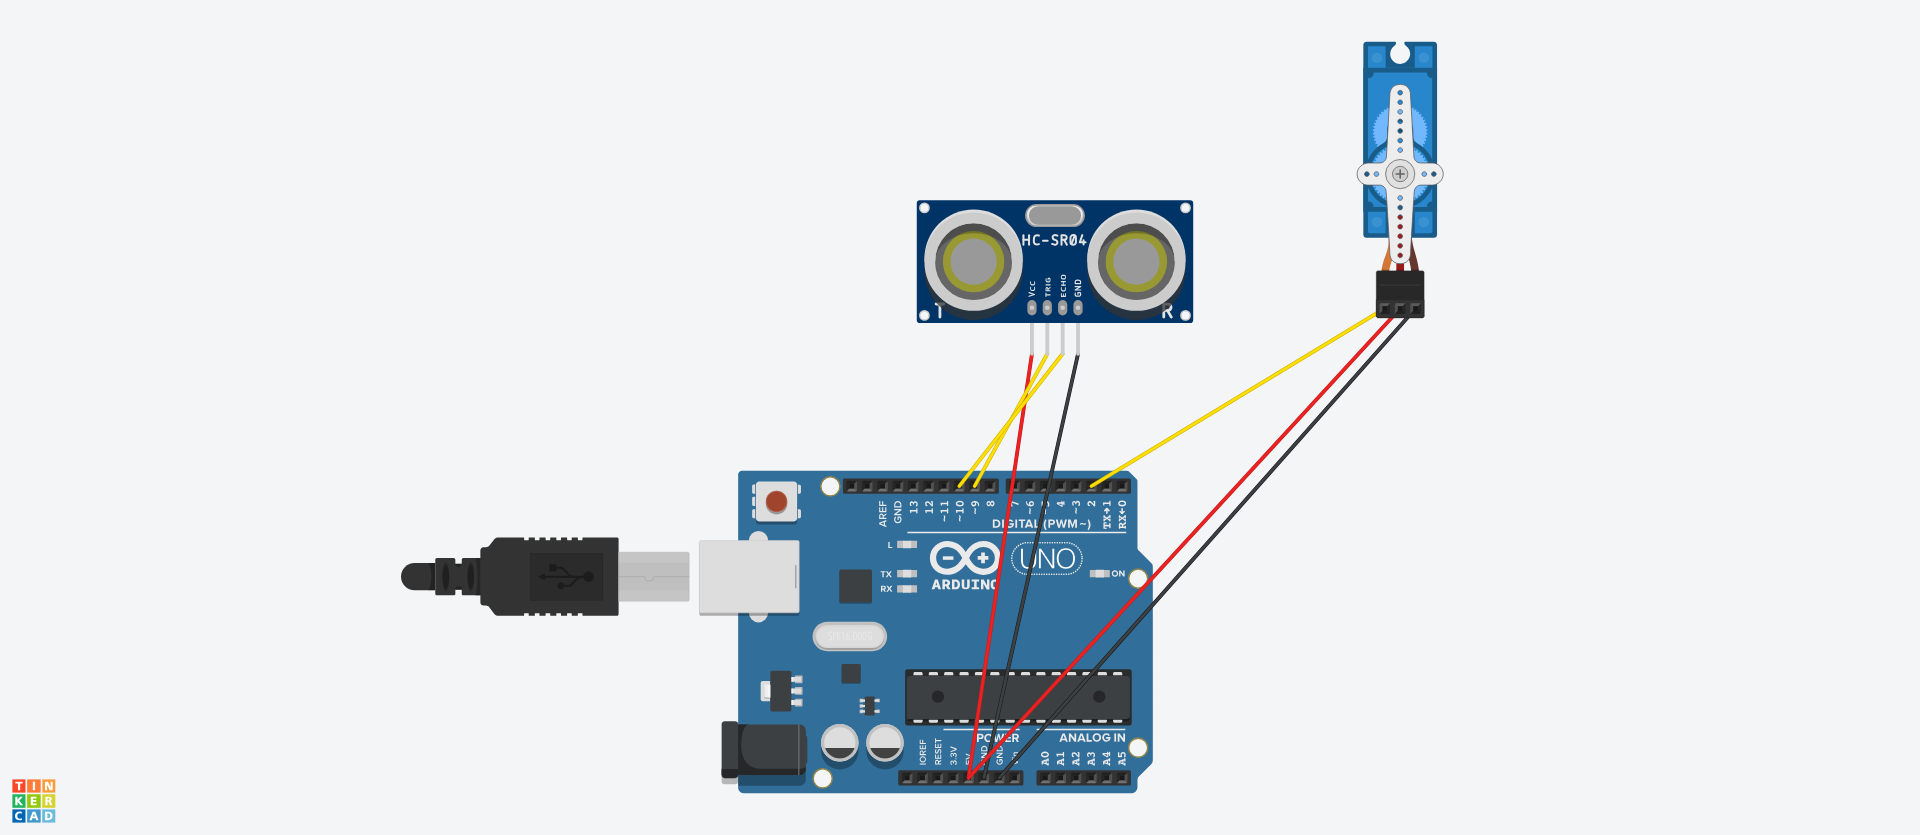 HC-SR04
Vcc
TRIG
ECHO
GND
T
R
AREF
GND
13
12
~11
~10
~9
8
7
~6
5
4
~3
2
TX→1
RX←0
DIGITAL (PWM~)
L
TX
RX
ARDUINO
UNO
ON
POWER
ANALOG IN
IOREF
RESET
3.3V
5V
GND
GND
A0
A1
A2
A3
A4
A5
TIN
KER
CAD